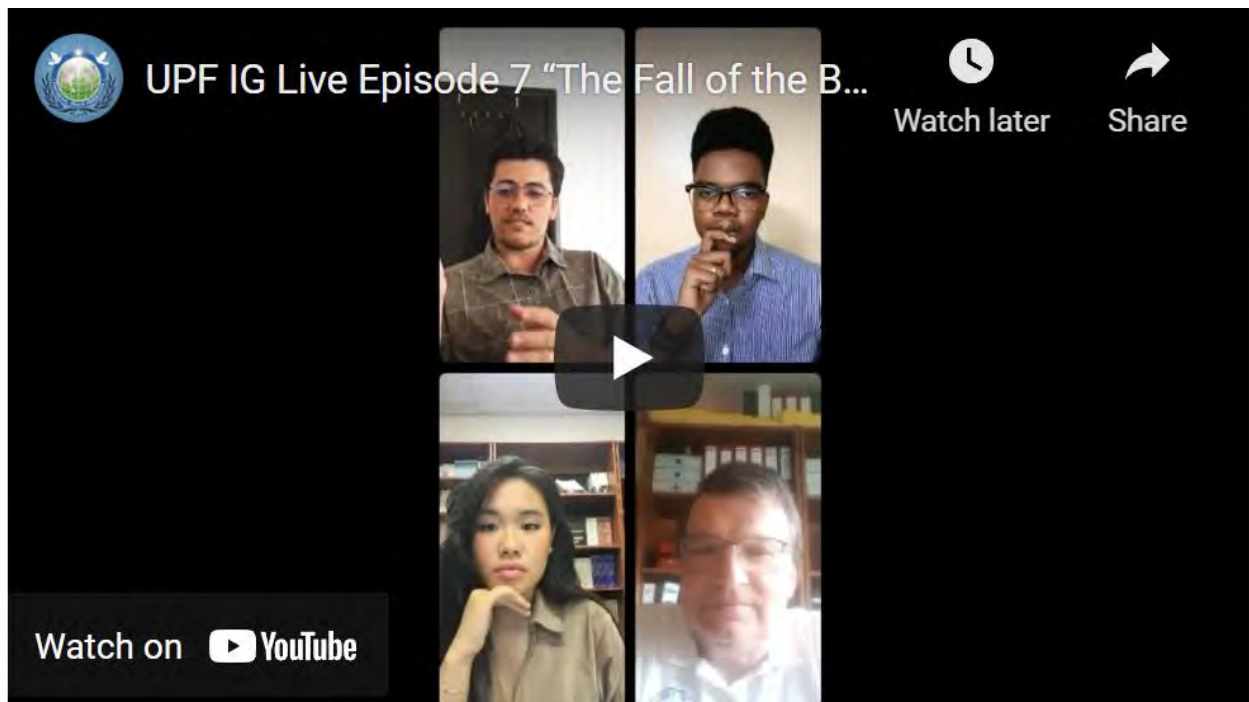 UPF IG Live Episode 7 “The Fall of the B...
Watch later
Share
Watch on YouTube